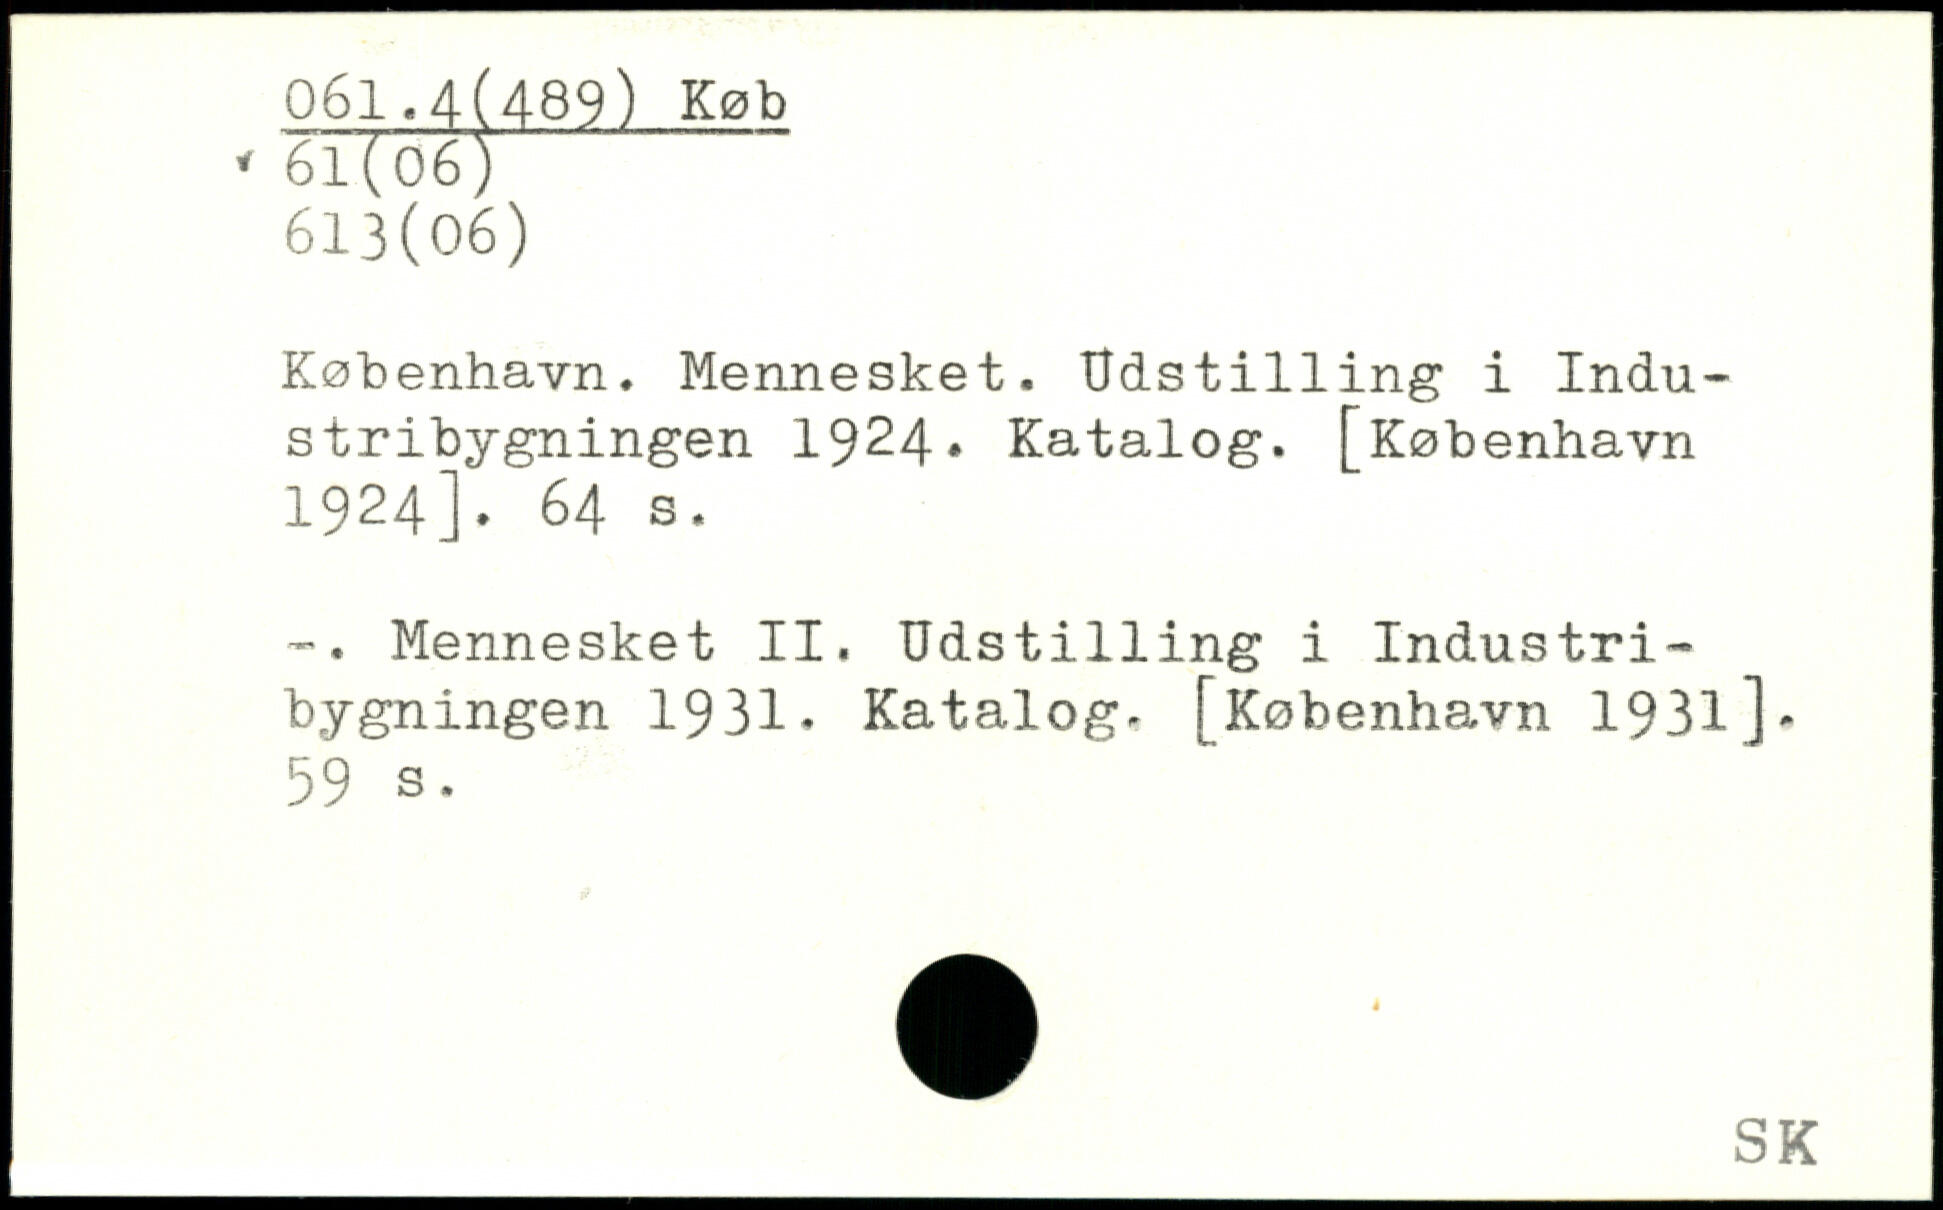 061.4(489) Køb
61(06)
613(06)
København. Mennesket. Udstilling i Indu-
stribygningen 1924. Katalog. [København
1924]. 64 s.
-. Mennesket II. Udstilling i Industri-
bygningen 1931. Katalog. [København 1931].
59 s.
SK